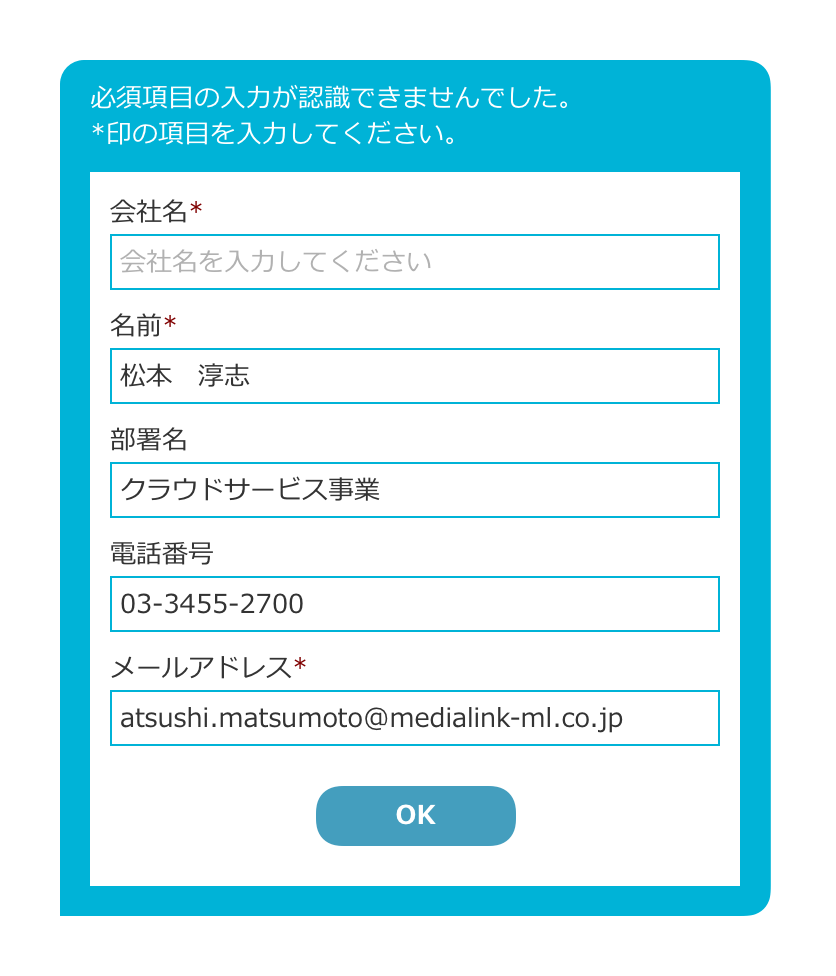 必須項目の入力が認識できませんでした。
*印の項目を入力してください。
会社名*
会社名を入力してください
名前*
松本　淳志
部署名
クラウドサービス事業
電話番号
03-3455-2700
メールアドレス*
atsushi.matsumoto@medialink-ml.co.jp
OK